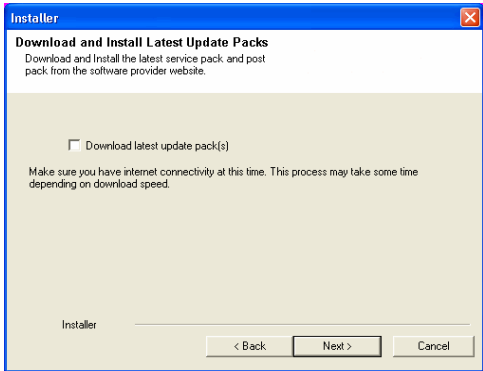 Installer
Download and Install Latest Update Packs
Download and Install the latest service pack and post
pack from the software provider website.
Download latest update pack(s)
Make sure you have internet connectivity at this time. This process may take some time
depending on download speed.
Installer
< Back
Next >
Cancel